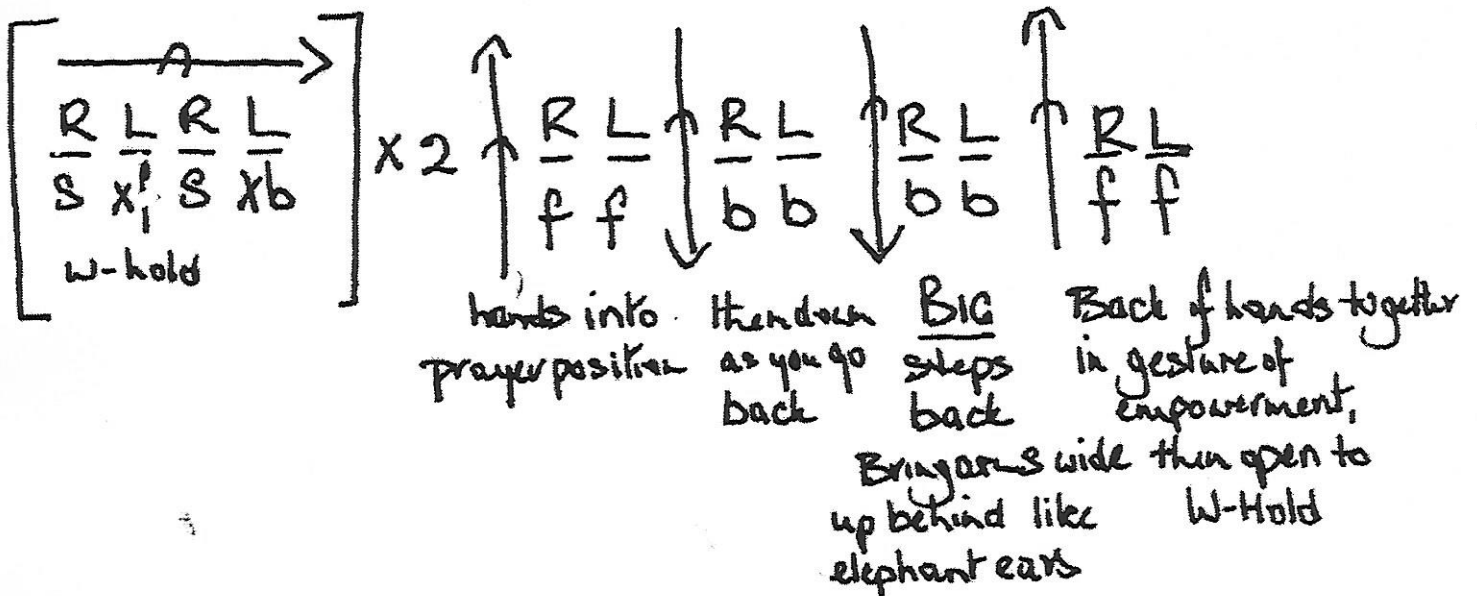 R L R L
S xf S xb
w-hold
x 2
R L
f f
R L
b b
R L
b b
R L
f f
hands into
prayer position
then down
as you go
back
BIG
steps
back
Bring arms wide
up behind like
elephant ears
Back of hands together
in gesture of
empowerment,
then open to
W-Hold